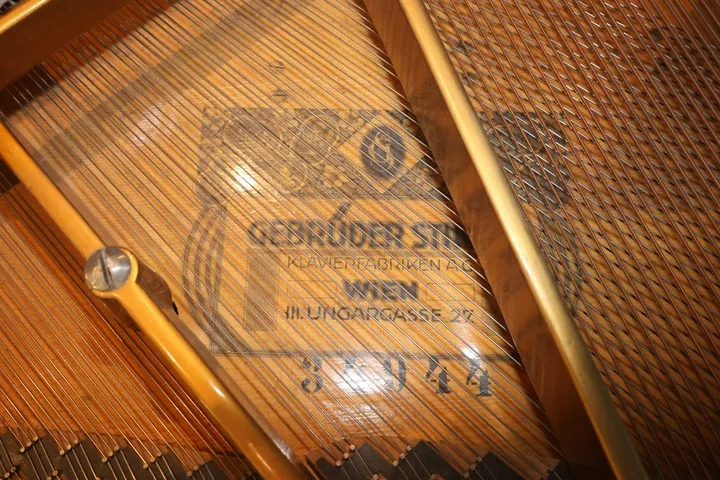 GEBRÜDER
KLAVIERFABRIKEN A.G
WIEN
III. UNGARGASSE 27